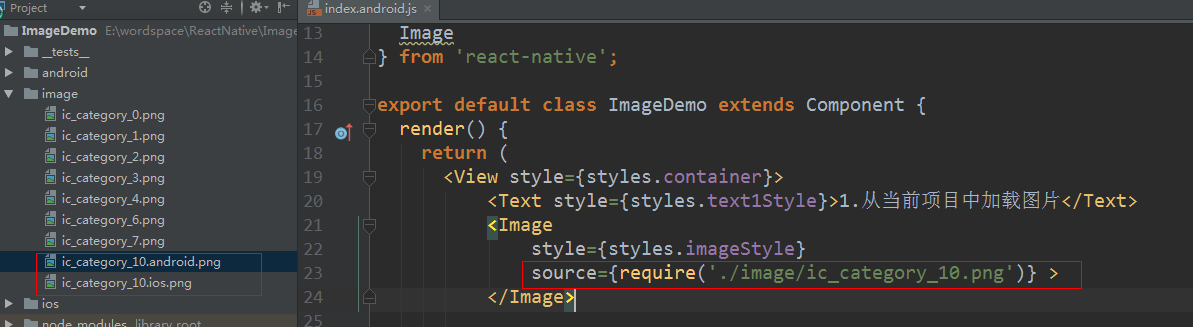 Project
ImageDemo E:\wordspace\ReactNative\Image
__tests__
android
image
ic_category_0.png
ic_category_1.png
ic_category_2.png
ic_category_3.png
ic_category_4.png
ic_category_6.png
ic_category_7.png
ic_category_10.android.png
ic_category_10.ios.png
ios
node_modules library root
index.android.js ×
13 Image
14 } from 'react-native';
15
16 export default class ImageDemo extends Component {
17 render() {
18 return (
19 <View style={styles.container}>
20 <Text style={styles.text1Style}>1.从当前项目中加载图片</Text>
21 <Image
22 style={styles.imageStyle}
23 source={require('./image/ic_category_10.png')} >
24 </Image>
25